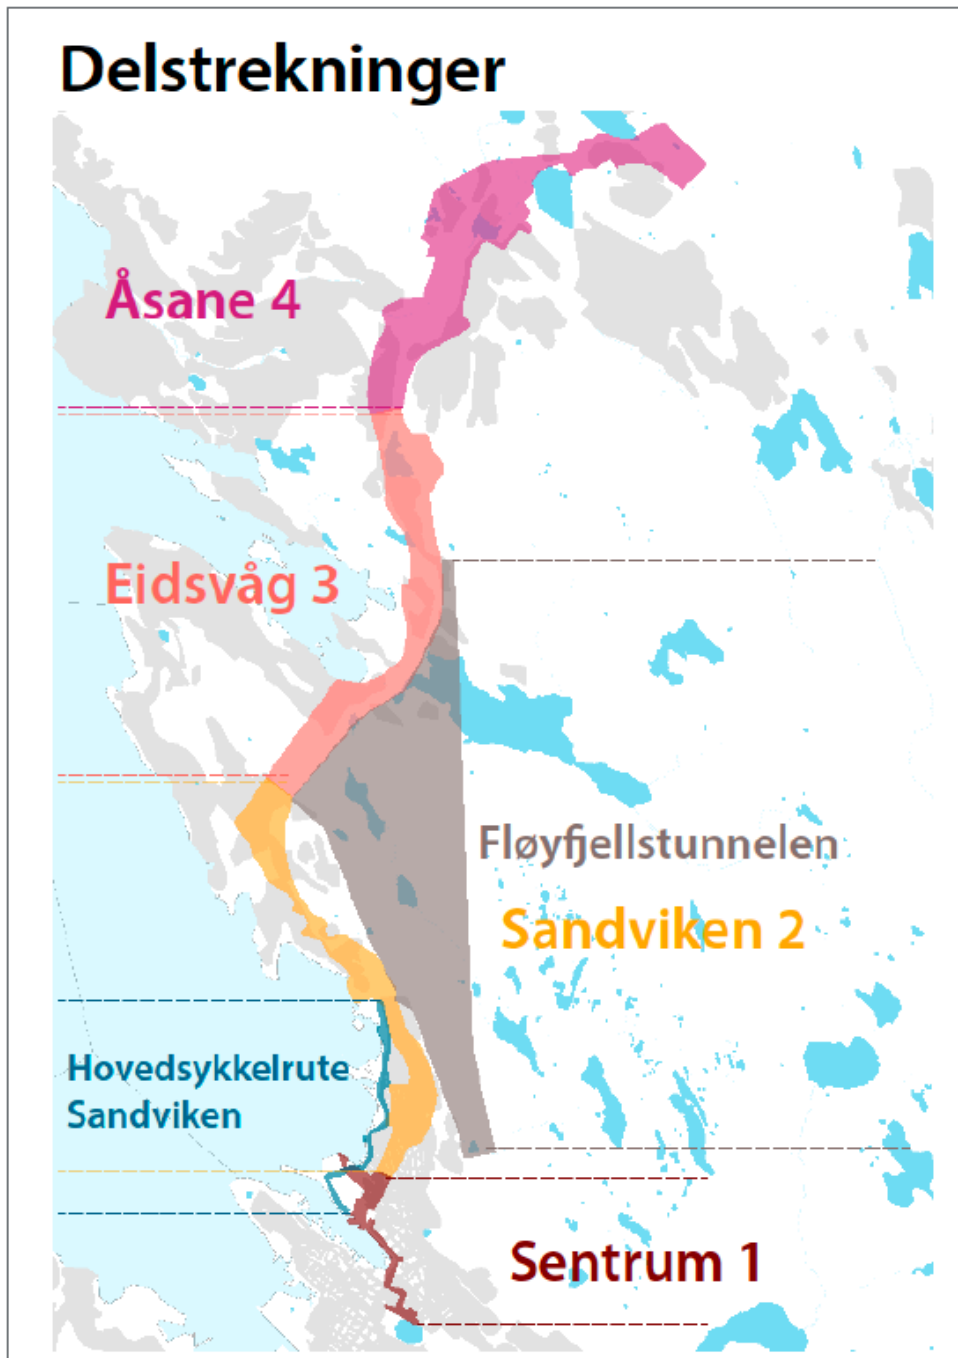 Delstrekninger
Åsane 4
Eidsvåg 3
Fløyfjellstunnelen
Sandviken 2
Hovedsykkelrute
Sandviken
Sentrum 1